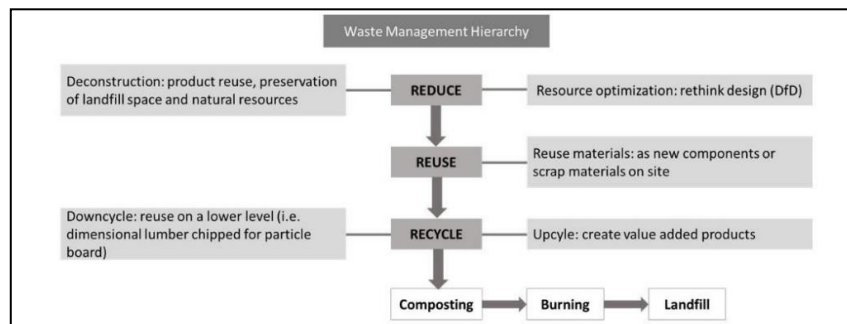 Waste Management Hierarchy
Deconstruction: product reuse, preservation
of landfill space and natural resources
REDUCE
Resource optimization: rethink design (DfD)
REUSE
Reuse materials: as new components or
scrap materials on site
Downcycle: reuse on a lower level (i.e.
dimensional lumber chipped for particle
board)
RECYCLE
Upcyle: create value added products
Composting
Burning
Landfill